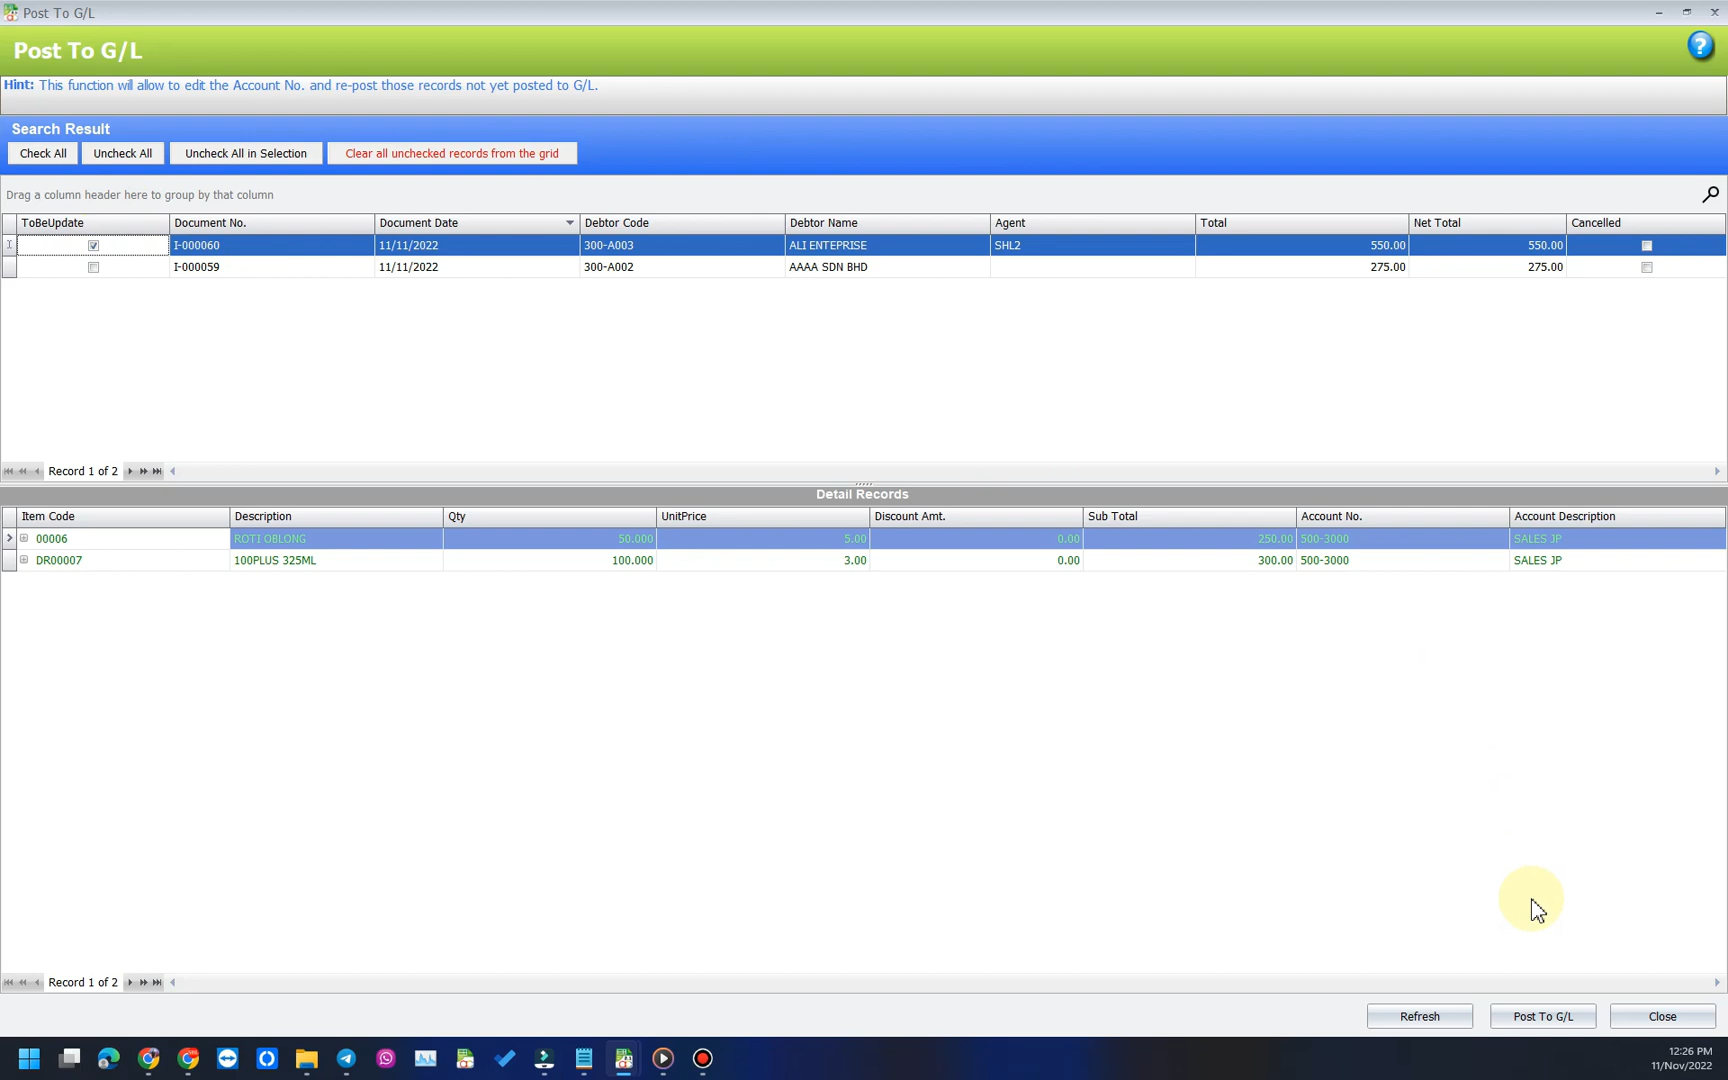 Post To G/L
Post To G/L
Hint: This function will allow to edit the Account No. and re-post those records not yet posted to G/L.
Search Result
Check All Uncheck All Uncheck All in Selection Clear all unchecked records from the grid
Drag a column header here to group by that column
ToBeUpdate Document No. Document Date Debtor Code Debtor Name Agent Total Net Total Cancelled
I-000060 11/11/2022 300-A003 ALI ENTEPRISE SHL2 550.00 550.00
I-000059 11/11/2022 300-A002 AAAA SDN BHD 275.00 275.00
Record 1 of 2
Detail Records
Item Code Description Qty UnitPrice Discount Amt. Sub Total Account No. Account Description
00006 ROTI OBLONG 50.000 5.00 0.00 250.00 500-3000 SALES JP
DR00007 100PLUS 325ML 100.000 3.00 0.00 300.00 500-3000 SALES JP
Record 1 of 2
Refresh Post To G/L Close
12:26 PM
11/Nov/2022